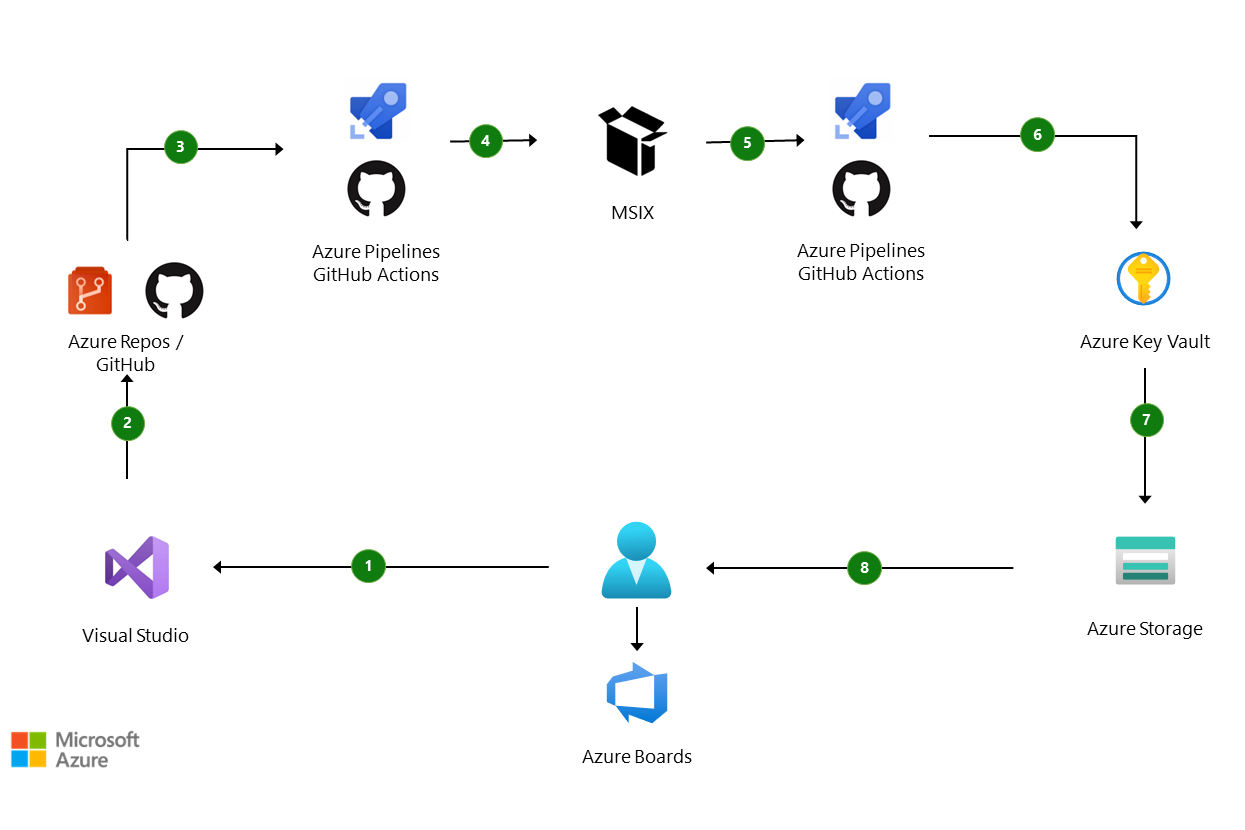 3
4
5
6
MSIX
Azure Pipelines
GitHub Actions
Azure Pipelines
GitHub Actions
Azure Repos /
GitHub
Azure Key Vault
2
7
1
8
Visual Studio
Azure Storage
Azure Boards
Microsoft
Azure